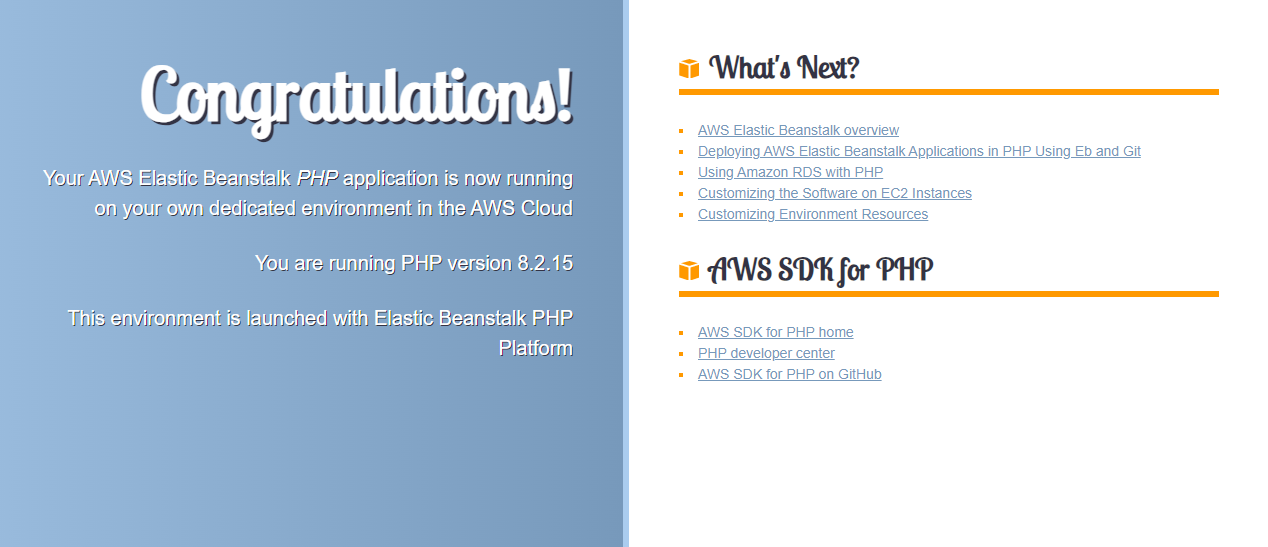 Congratulations!
Your AWS Elastic Beanstalk PHP application is now running
on your own dedicated environment in the AWS Cloud
You are running PHP version 8.2.15
This environment is launched with Elastic Beanstalk PHP
Platform
What's Next?
AWS Elastic Beanstalk overview
Deploying AWS Elastic Beanstalk Applications in PHP Using Eb and Git
Using Amazon RDS with PHP
Customizing the Software on EC2 Instances
Customizing Environment Resources
AWS SDK for PHP
AWS SDK for PHP home
PHP developer center
AWS SDK for PHP on GitHub